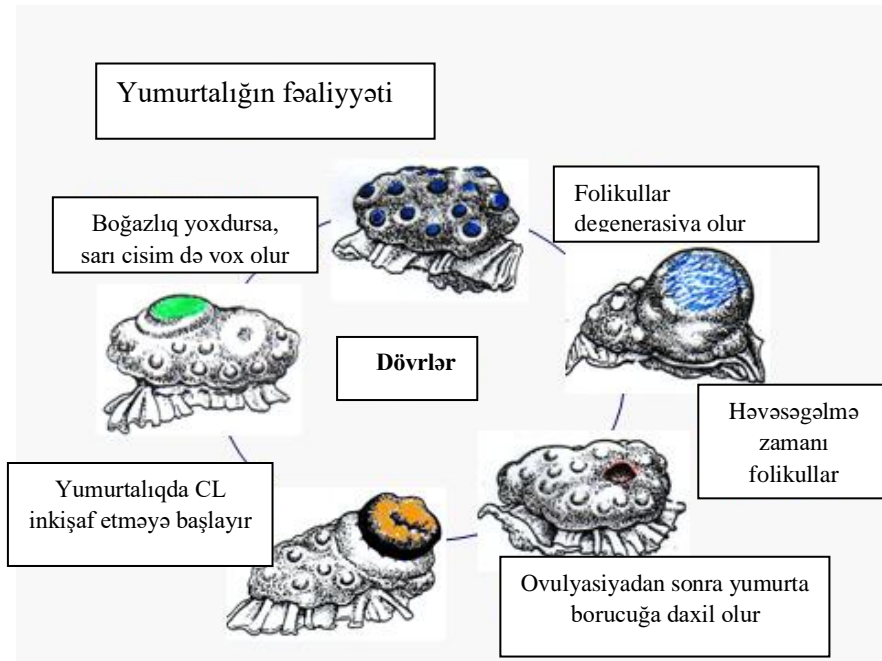 Yumurtalığın fəaliyyəti
Folikullar
degenerasiya olur
Boğazlıq yoxdursa,
sarı cisim də yox olur
Dövrlər
Həvəsəgəlmə
zamanı
folikullar
Yumurtalıqda CL
inkişaf etməyə başlayır
Ovulyasiyadan sonra yumurta
borucuğa daxil olur